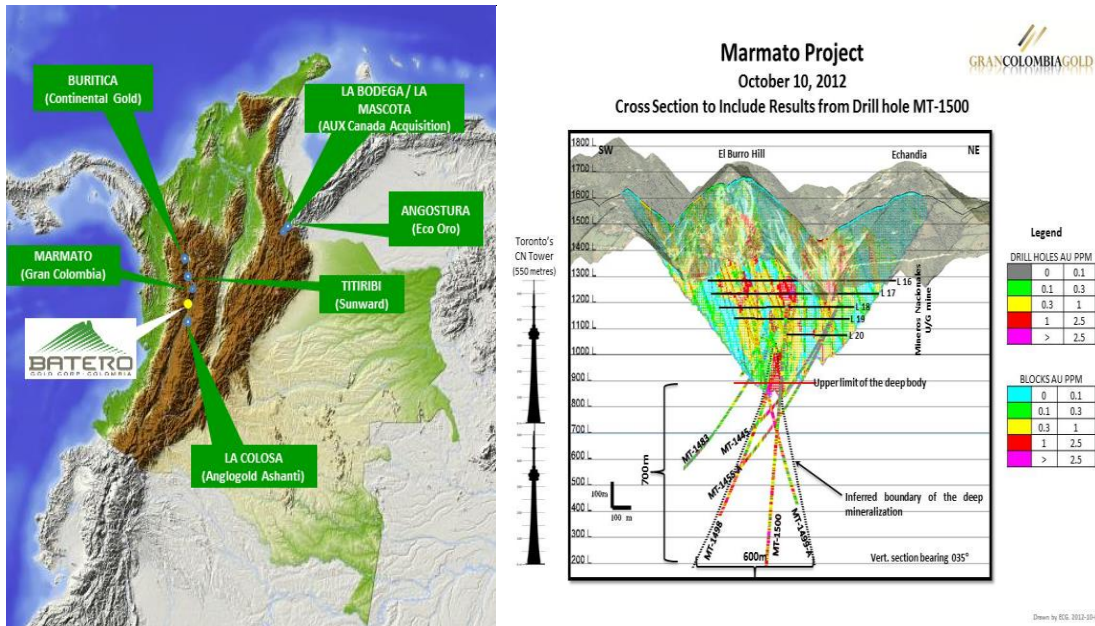 BURITICA
(Continental Gold)
LA BODEGA / LA
MASCOTA
(AUX Canada Acquisition)
ANGOSTURA
(Eco Oro)
MARMATO
(Gran Colombia)
TITIRIBI
(Sunward)
BATERO
GOLD CORP. COLOMBIA
LA COLOSA
(Anglogold Ashanti)
Marmato Project
October 10, 2012
Cross Section to Include Results from Drill hole MT-1500
GRANCOLOMBIAGOLD
1800 L
SW
El Burro Hill
Echandia
NE
1700 L
1600 L
1500 L
1400 L
1300 L
1200 L
1100 L
1000 L
900 L
800 L
700 L
600 L
500 L
400 L
300 L
200 L
L 16
L 17
L 18
L 19
L 20
Mineros Nacionales
U/G mine
Upper limit of the deep body
Toronto's
CN Tower
(550 metres)
700m
100m
100 m
MT-1483
MT-1445
MT-1498
MT-1500
Inferred boundary of the deep
mineralization
600m
Vert. section bearing 035°
Legend
DRILL HOLES AU PPM
0 0.1
0.1 0.3
0.3 1
1 2.5
> 2.5
BLOCKS AU PPM
0 0.1
0.1 0.3
0.3 1
1 2.5
> 2.5